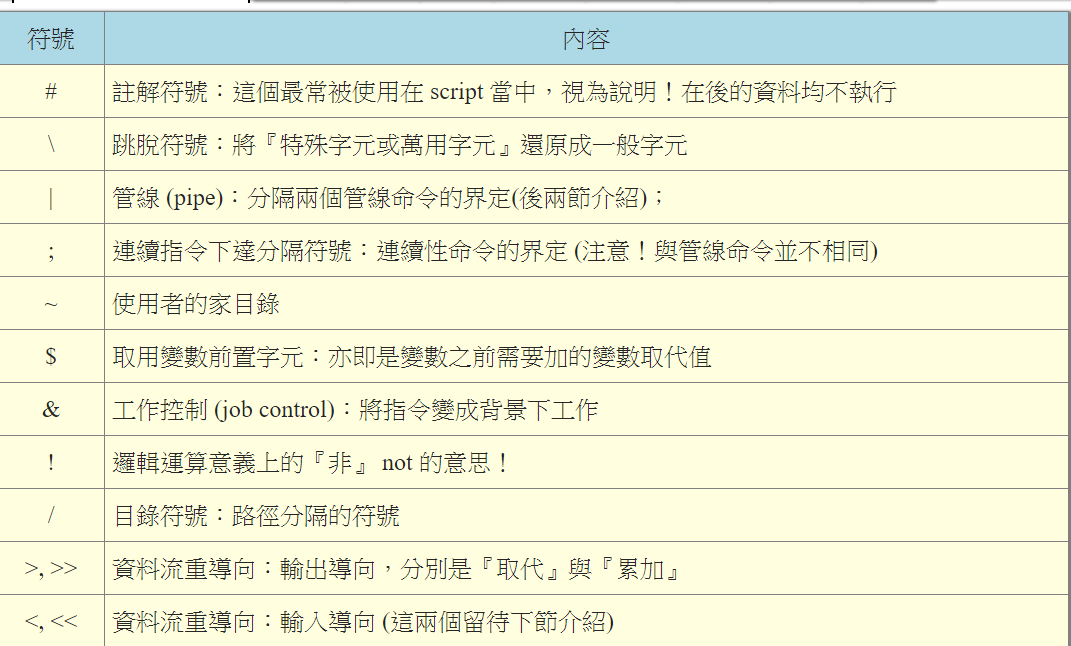 符號 內容
# 註解符號：這個最常被使用在 script 當中，視為說明！在後的資料均不執行
\ 跳脫符號：將『特殊字元或萬用字元』還原成一般字元
| 管線 (pipe)：分隔兩個管線命令的界定(後兩節介紹)；
; 連續指令下達分隔符號：連續性命令的界定 (注意！與管線命令並不相同)
~ 使用者的家目錄
$ 取用變數前置字元：亦即是變數之前需要加的變數取代值
& 工作控制 (job control)：將指令變成背景下工作
! 邏輯運算意義上的『非』 not 的意思！
/ 目錄符號：路徑分隔的符號
>, >> 資料流重導向：輸出導向，分別是『取代』與『累加』
<, << 資料流重導向：輸入導向 (這兩個留待下節介紹)